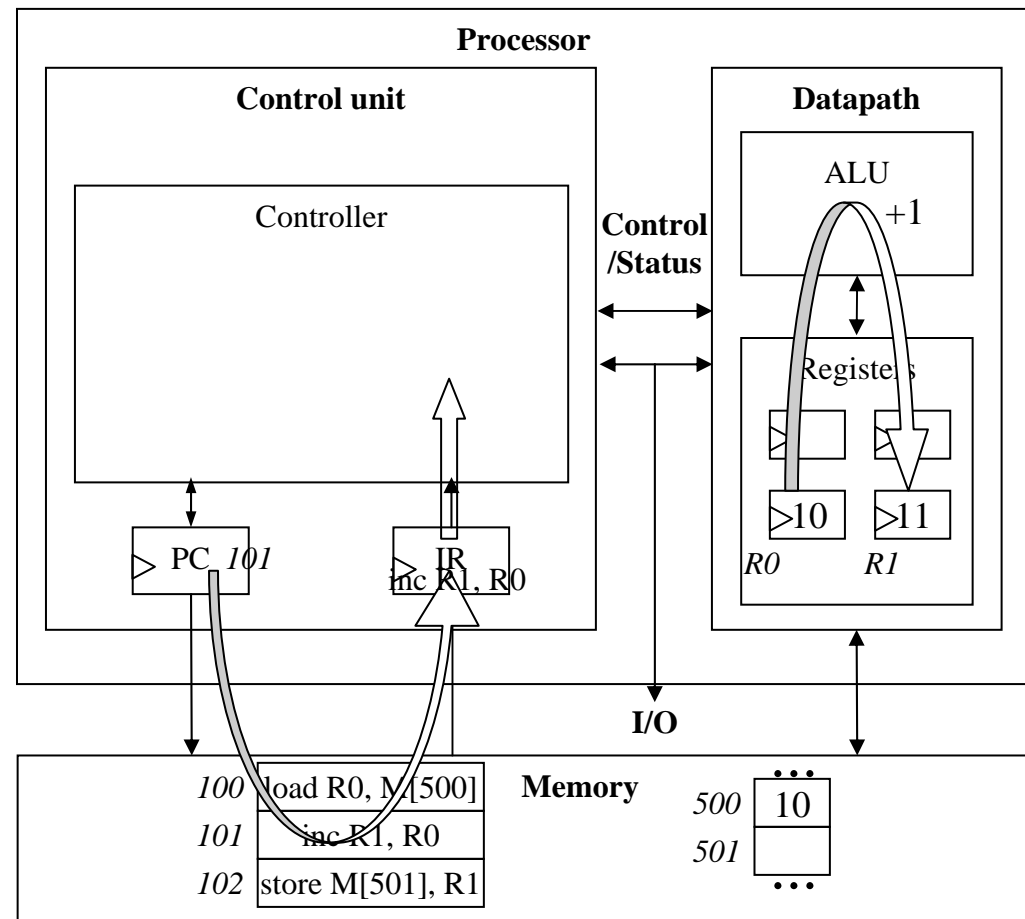 Processor
Control unit
Datapath
ALU
+1
Controller
Control
/Status
Registers
10
11
R0
R1
PC
101
IR
inc R1, R0
I/O
Memory
100
load R0, M[500]
101
inc R1, R0
102
store M[501], R1
...
500
10
501
...